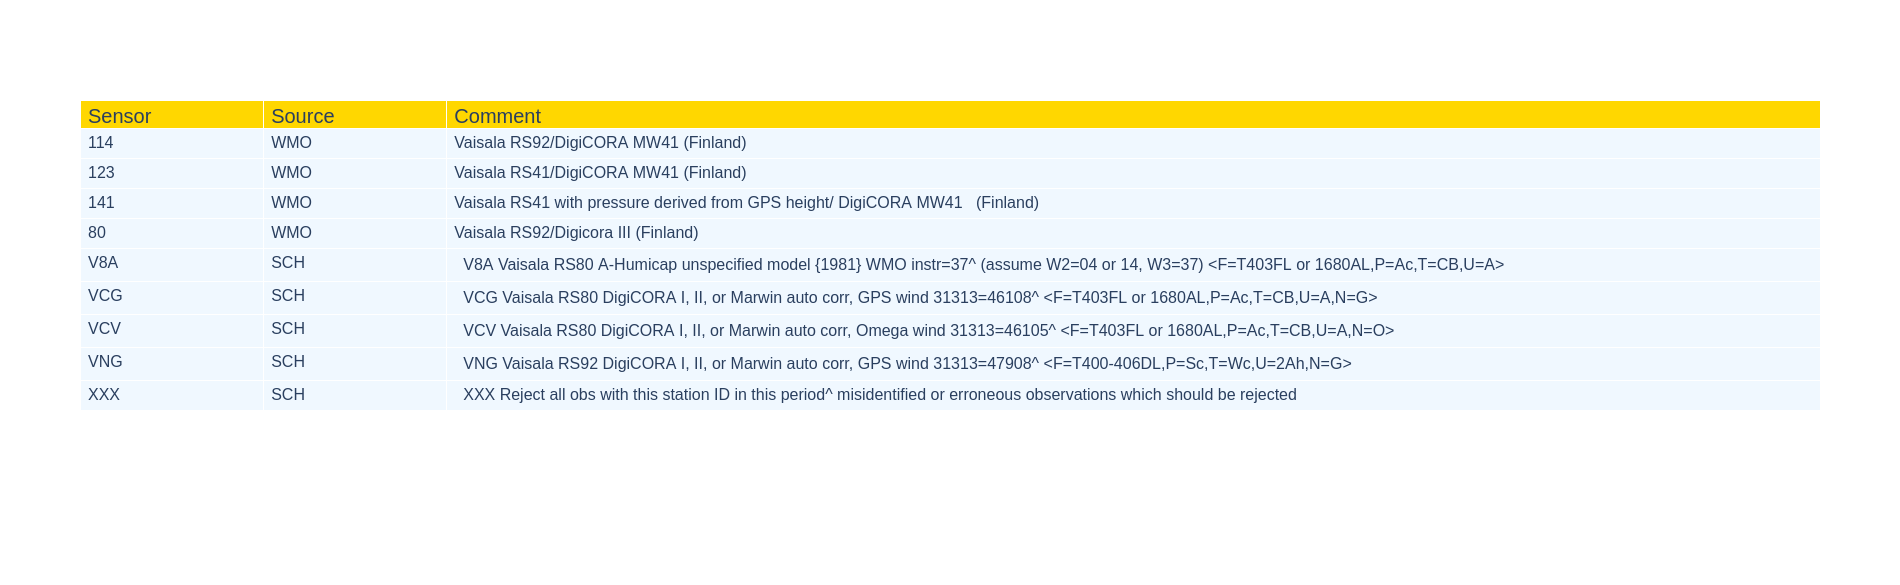 Sensor Source Comment
114 WMO Vaisala RS92/DigiCORA MW41 (Finland)
123 WMO Vaisala RS41/DigiCORA MW41 (Finland)
141 WMO Vaisala RS41 with pressure derived from GPS height/ DigiCORA MW41   (Finland)
80 WMO Vaisala RS92/Digicora III (Finland)
V8A SCH V8A Vaisala RS80 A-Humicap unspecified model {1981} WMO instr=37^ (assume W2=04 or 14, W3=37) <F=T403FL or 1680AL,P=Ac,T=CB,U=A>
VCG SCH VCG Vaisala RS80 DigiCORA I, II, or Marwin auto corr, GPS wind 31313=46108^ <F=T403FL or 1680AL,P=Ac,T=CB,U=A,N=G>
VCV SCH VCV Vaisala RS80 DigiCORA I, II, or Marwin auto corr, Omega wind 31313=46105^ <F=T403FL or 1680AL,P=Ac,T=CB,U=A,N=O>
VNG SCH VNG Vaisala RS92 DigiCORA I, II, or Marwin auto corr, GPS wind 31313=47908^ <F=T400-406DL,P=Sc,T=Wc,U=2Ah,N=G>
XXX SCH XXX Reject all obs with this station ID in this period^ misidentified or erroneous observations which should be rejected